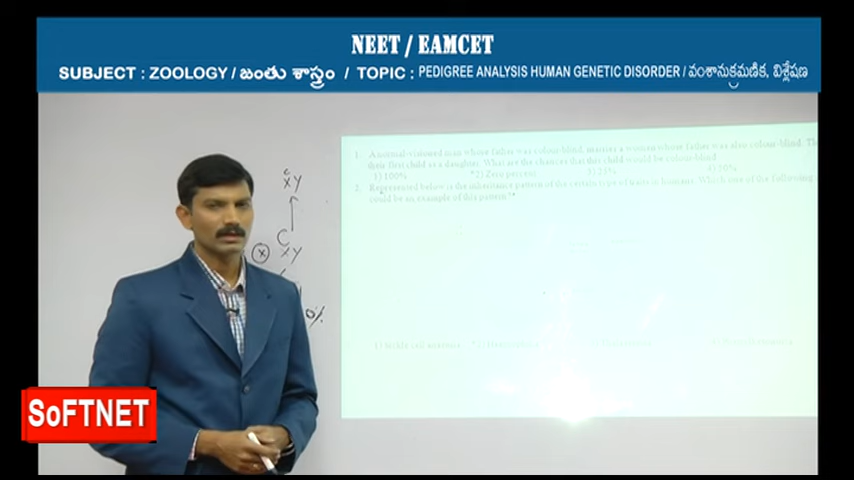 NEET / EAMCET
SUBJECT : ZOOLOGY / జంతు శాస్త్రం / TOPIC : PEDIGREE ANALYSIS HUMAN GENETIC DISORDER / వంశానుక్రమణిక, విశ్లేషణ
1. A normal-visioned man whose father was colour-blind, marries a woman whose father was also colour-blind. Th
their first child as a daughter. What are the chances that this child would be colour-blind
1) 100% *2) Zero percent 3) 25% 4) 50%
2. Represented below is the inheritance pattern of the certain type of traits in humans. Which one of the following
could be an example of this pattern?
c
XY
C
X XY
0%
SoFTNET